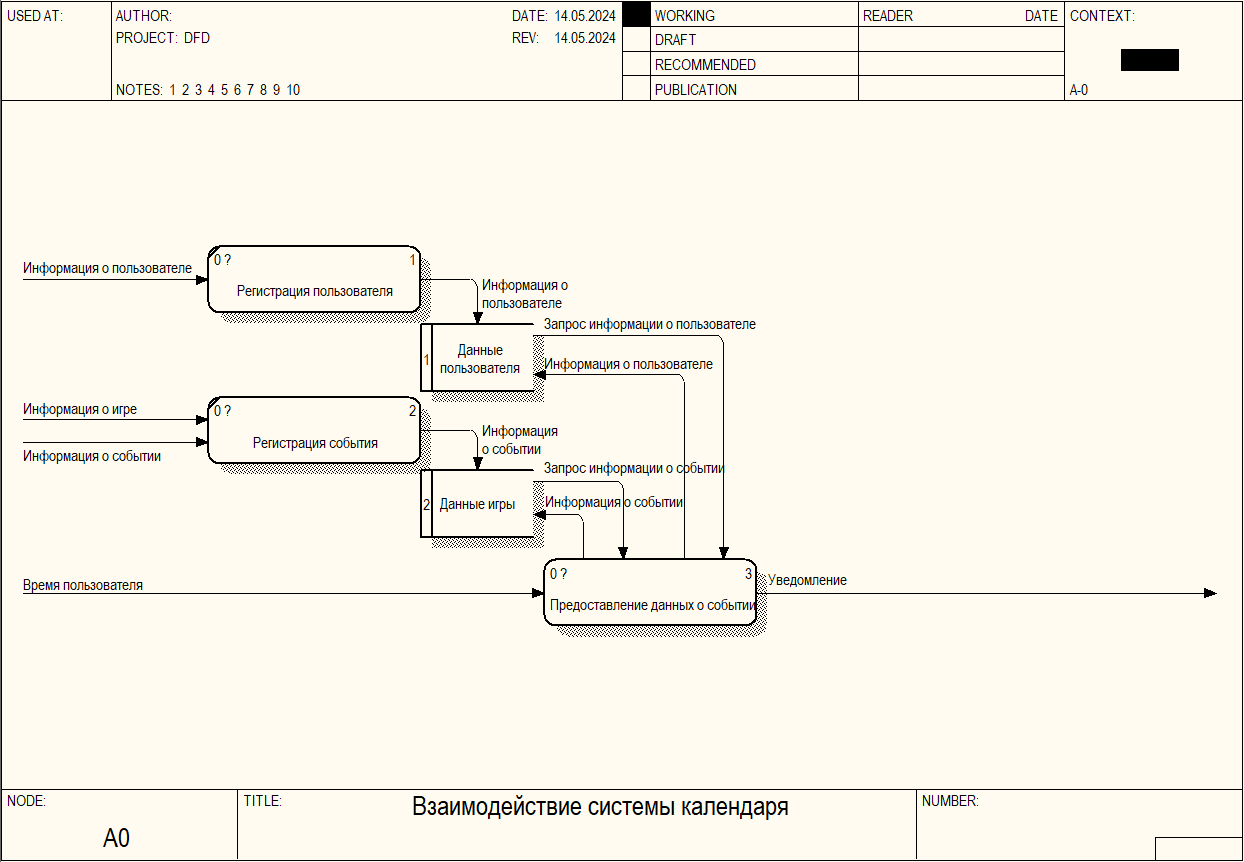 USED AT:
AUTHOR:
DATE: 14.05.2024
PROJECT: DFD
REV: 14.05.2024
NOTES: 1 2 3 4 5 6 7 8 9 10
WORKING
DRAFT
RECOMMENDED
PUBLICATION
READER DATE
CONTEXT:
A-0
Информация о пользователе
0 ? 1
Регистрация пользователя
Информация о
пользователе
Запрос информации о пользователе
1
Данные
пользователя
Информация о пользователе
Информация о игре
0 ? 2
Регистрация события
Информация о событии
Информация
о событии
Запрос информации о событии
2 Данные игры
Информация о событии
Время пользователя
0 ? 3
Предоставление данных о событии
Уведомление
NODE:
A0
TITLE:
Взаимодействие системы календаря
NUMBER: